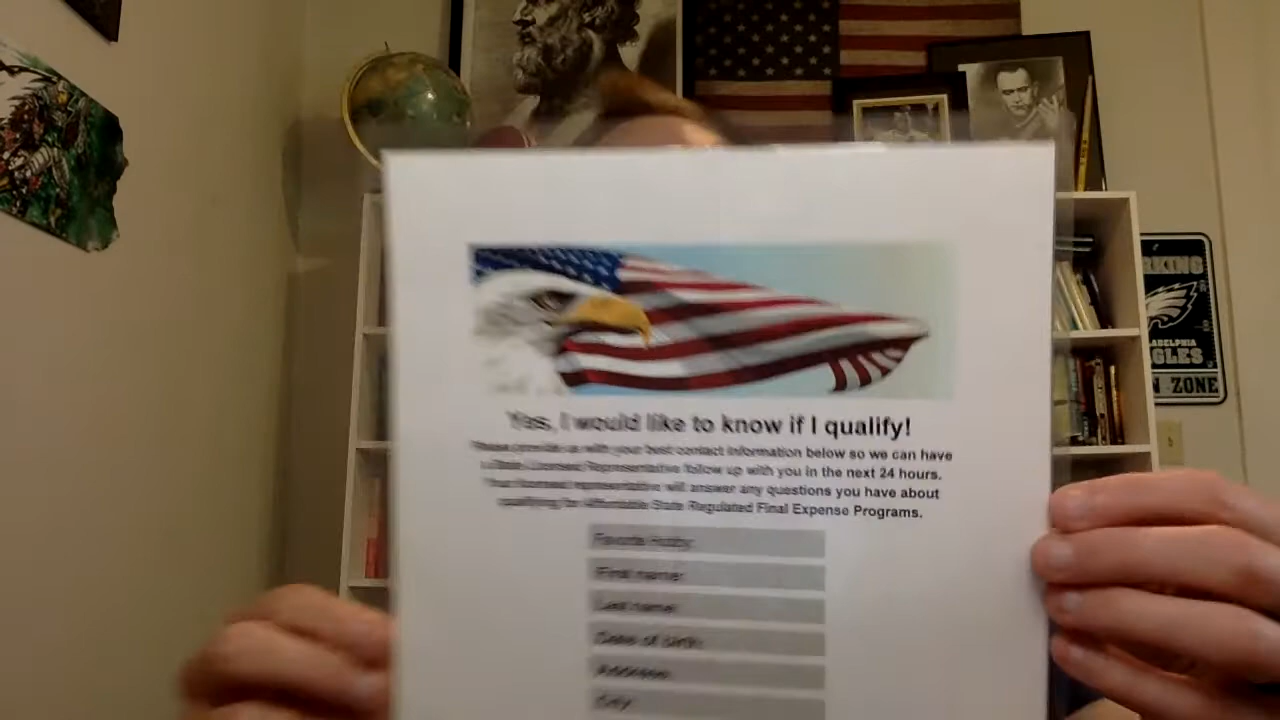 Yes, I would like to know if I qualify!
Please provide us with your best contact information below so we can have
a State Licensed Representative follow up with you in the next 24 hours.
Your licensed representative will answer any questions you have about
qualifying for Affordable State Regulated Final Expense Programs.
Favorite Hobby:
First name:
Last name:
Date of birth:
Address:
City: